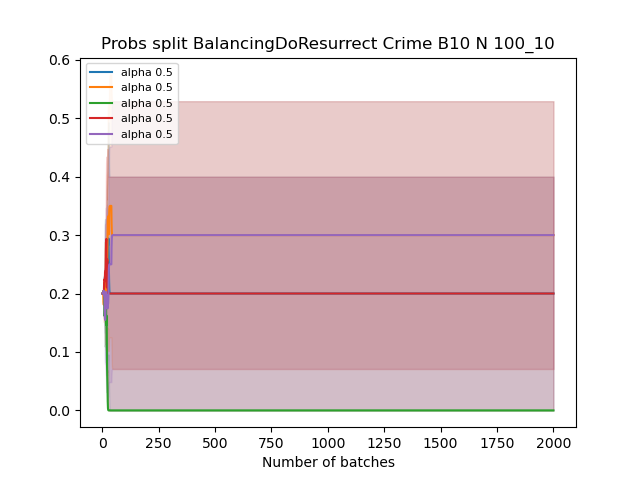 Probs split BalancingDoResurrect Crime B10 N 100_10
0.6
0.5
0.4
0.3
0.2
0.1
0.0
alpha 0.5
alpha 0.5
alpha 0.5
alpha 0.5
alpha 0.5
0 250 500 750 1000 1250 1500 1750 2000
Number of batches